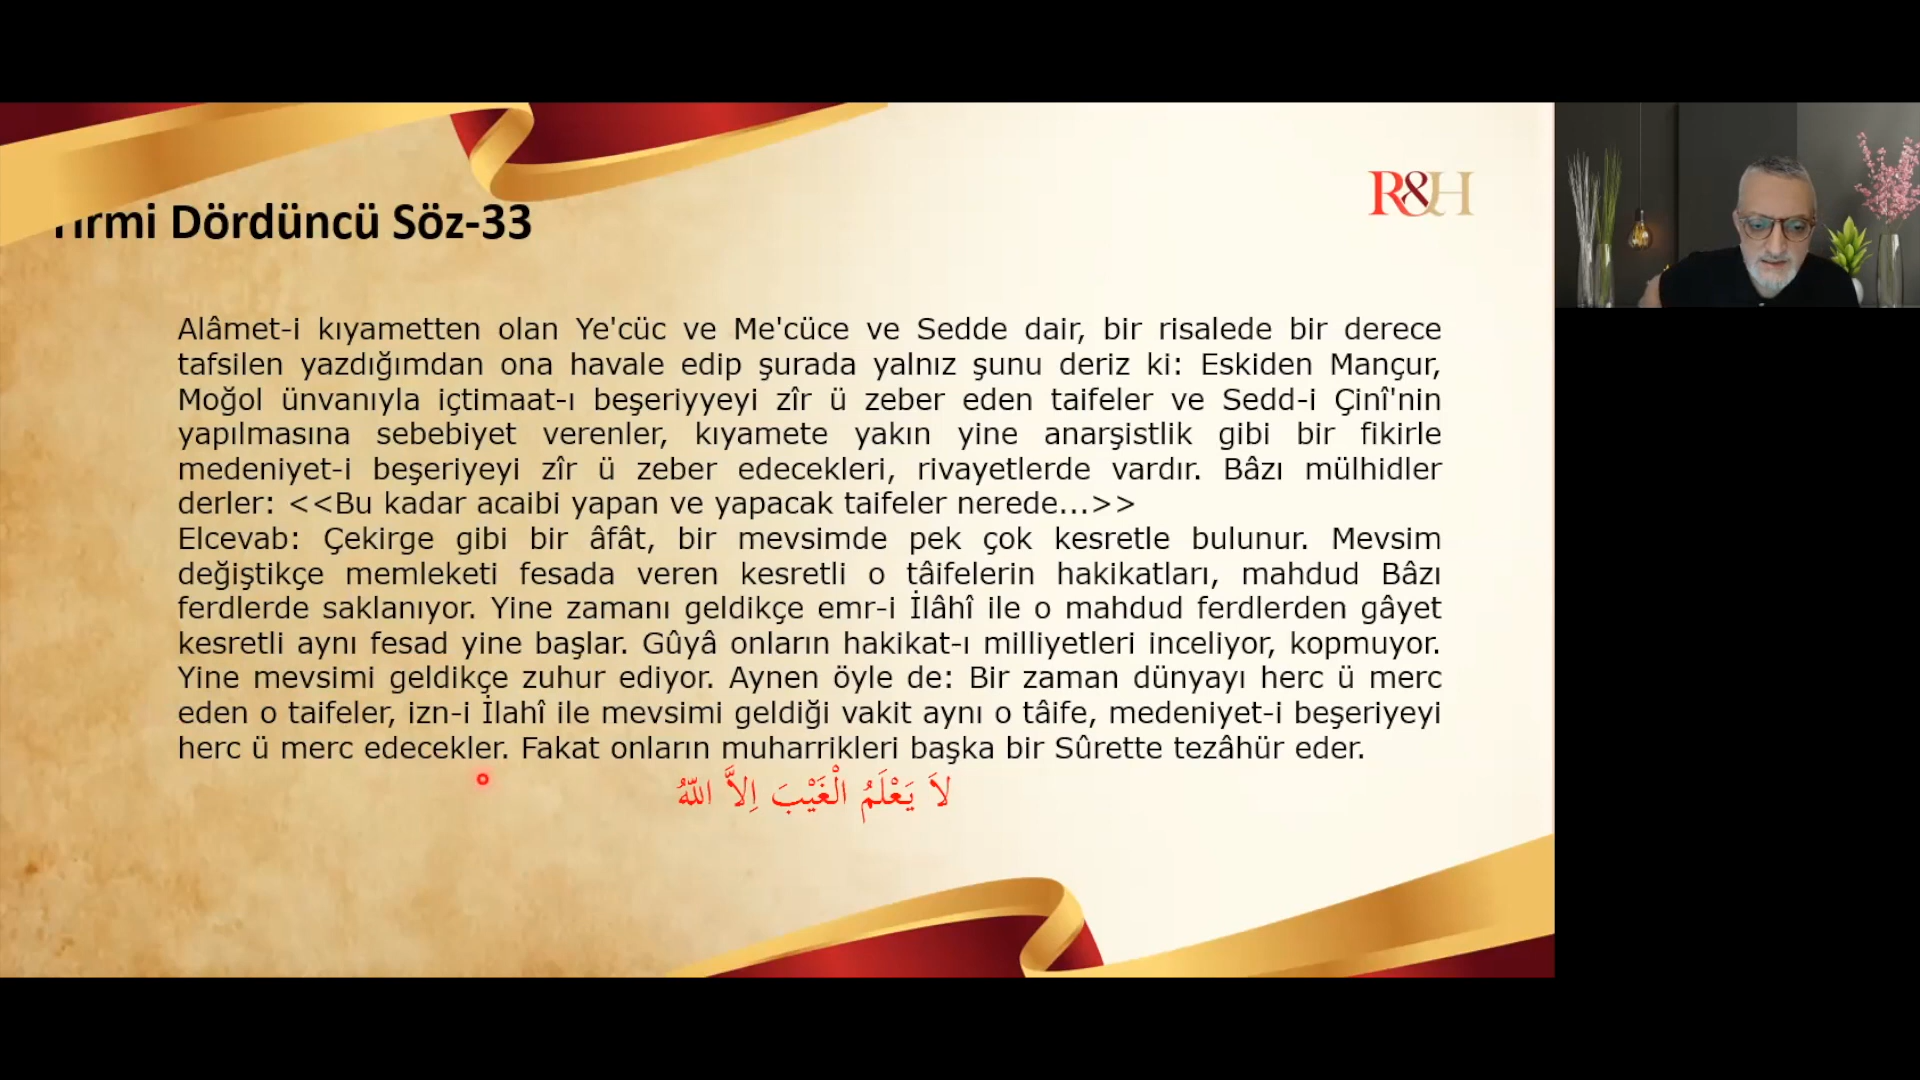 Yirmi Dördüncü Söz-33
R&H
Alâmet-i kıyametten olan Ye'cüc ve Me'cüce ve Sedde dair, bir risalede bir derece
tafsilen yazdığımdan ona havale edip şurada yalnız şunu deriz ki: Eskiden Mançur,
Moğol ünvanıyla içtimaat-ı beşeriyyeyi zîr ü zeber eden taifeler ve Sedd-i Çinî'nin
yapılmasına sebebiyet verenler, kıyamete yakın yine anarşistlik gibi bir fikirle
medeniyet-i beşeriyeyi zîr ü zeber edecekleri, rivayetlerde vardır. Bâzı mülhidler
derler: <<Bu kadar acaibi yapan ve yapacak taifeler nerede...>>
Elcevab: Çekirge gibi bir âfât, bir mevsimde pek çok kesretle bulunur. Mevsim
değiştikçe memleketi fesada veren kesretli o tâifelerin hakikatları, mahdud Bâzı
ferdlerde saklanıyor. Yine zamanı geldikçe emr-i İlâhî ile o mahdud ferdlerden gâyet
kesretli aynı fesad yine başlar. Gûyâ onların hakikat-ı milliyetleri inceliyor, kopmuyor.
Yine mevsimi geldikçe zuhur ediyor. Aynen öyle de: Bir zaman dünyayı herc ü merc
eden o taifeler, izn-i İlahî ile mevsimi geldiği vakit aynı o tâife, medeniyet-i beşeriyeyi
herc ü merc edecekler. Fakat onların muharrikleri başka bir Sûrette tezâhür eder.
لاَ يَعْلَمُ الْغَيْبَ اِلاَّ اللّٰهُ